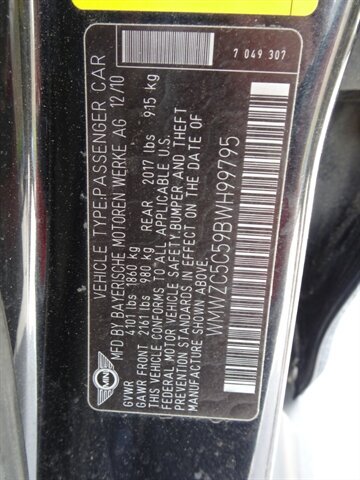 7 049 307
VEHICLE TYPE:PASSENGER CAR
MFD BY BAYERISCHE MOTOREN WERKE AG 12/10
GVWR 4101 lbs 1860 kg
GAWR FRONT 2161 lbs 980 kg REAR 2017 lbs 915 kg
THIS VEHICLE CONFORMS TO ALL APPLICABLE U.S.
FEDERAL MOTOR VEHICLE SAFETY,BUMPER AND THEFT
PREVENTION STANDARDS IN EFFECT ON THE DATE OF
MANUFACTURE SHOWN ABOVE.
WMWZC5C59BWH99795
MINI